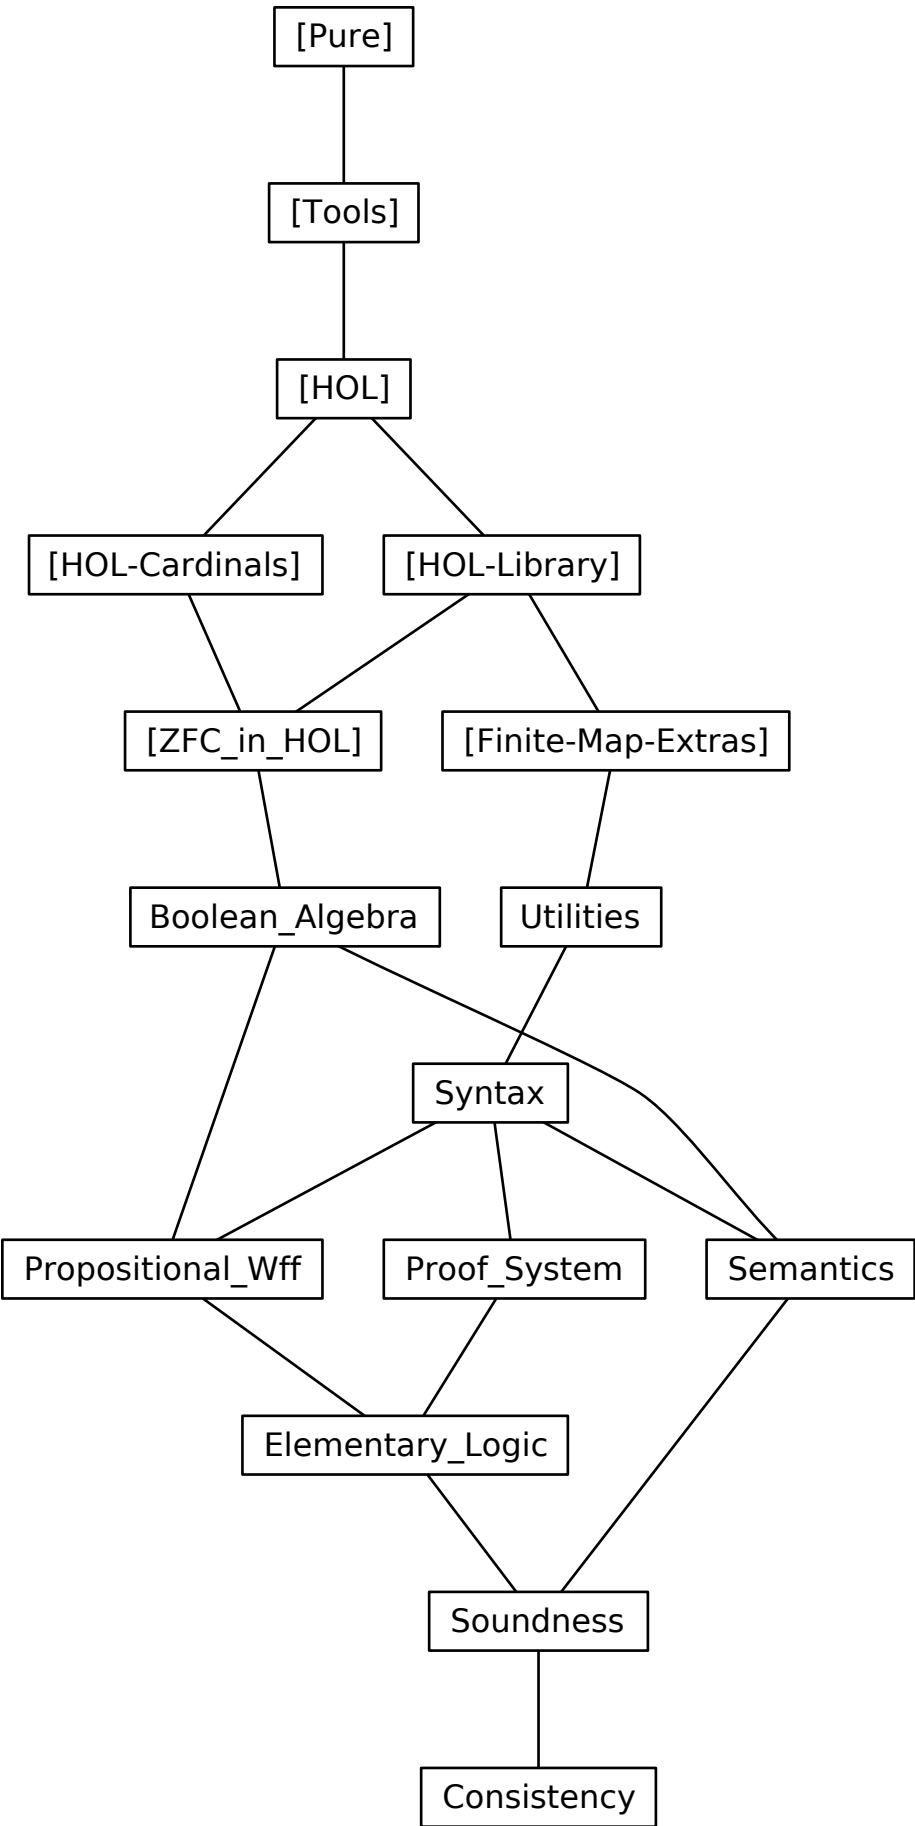 [Pure]
[Tools]
[HOL]
[HOL-Cardinals]
[HOL-Library]
[ZFC_in_HOL]
[Finite-Map-Extras]
Boolean_Algebra
Utilities
Syntax
Propositional_Wff
Proof_System
Semantics
Elementary_Logic
Soundness
Consistency